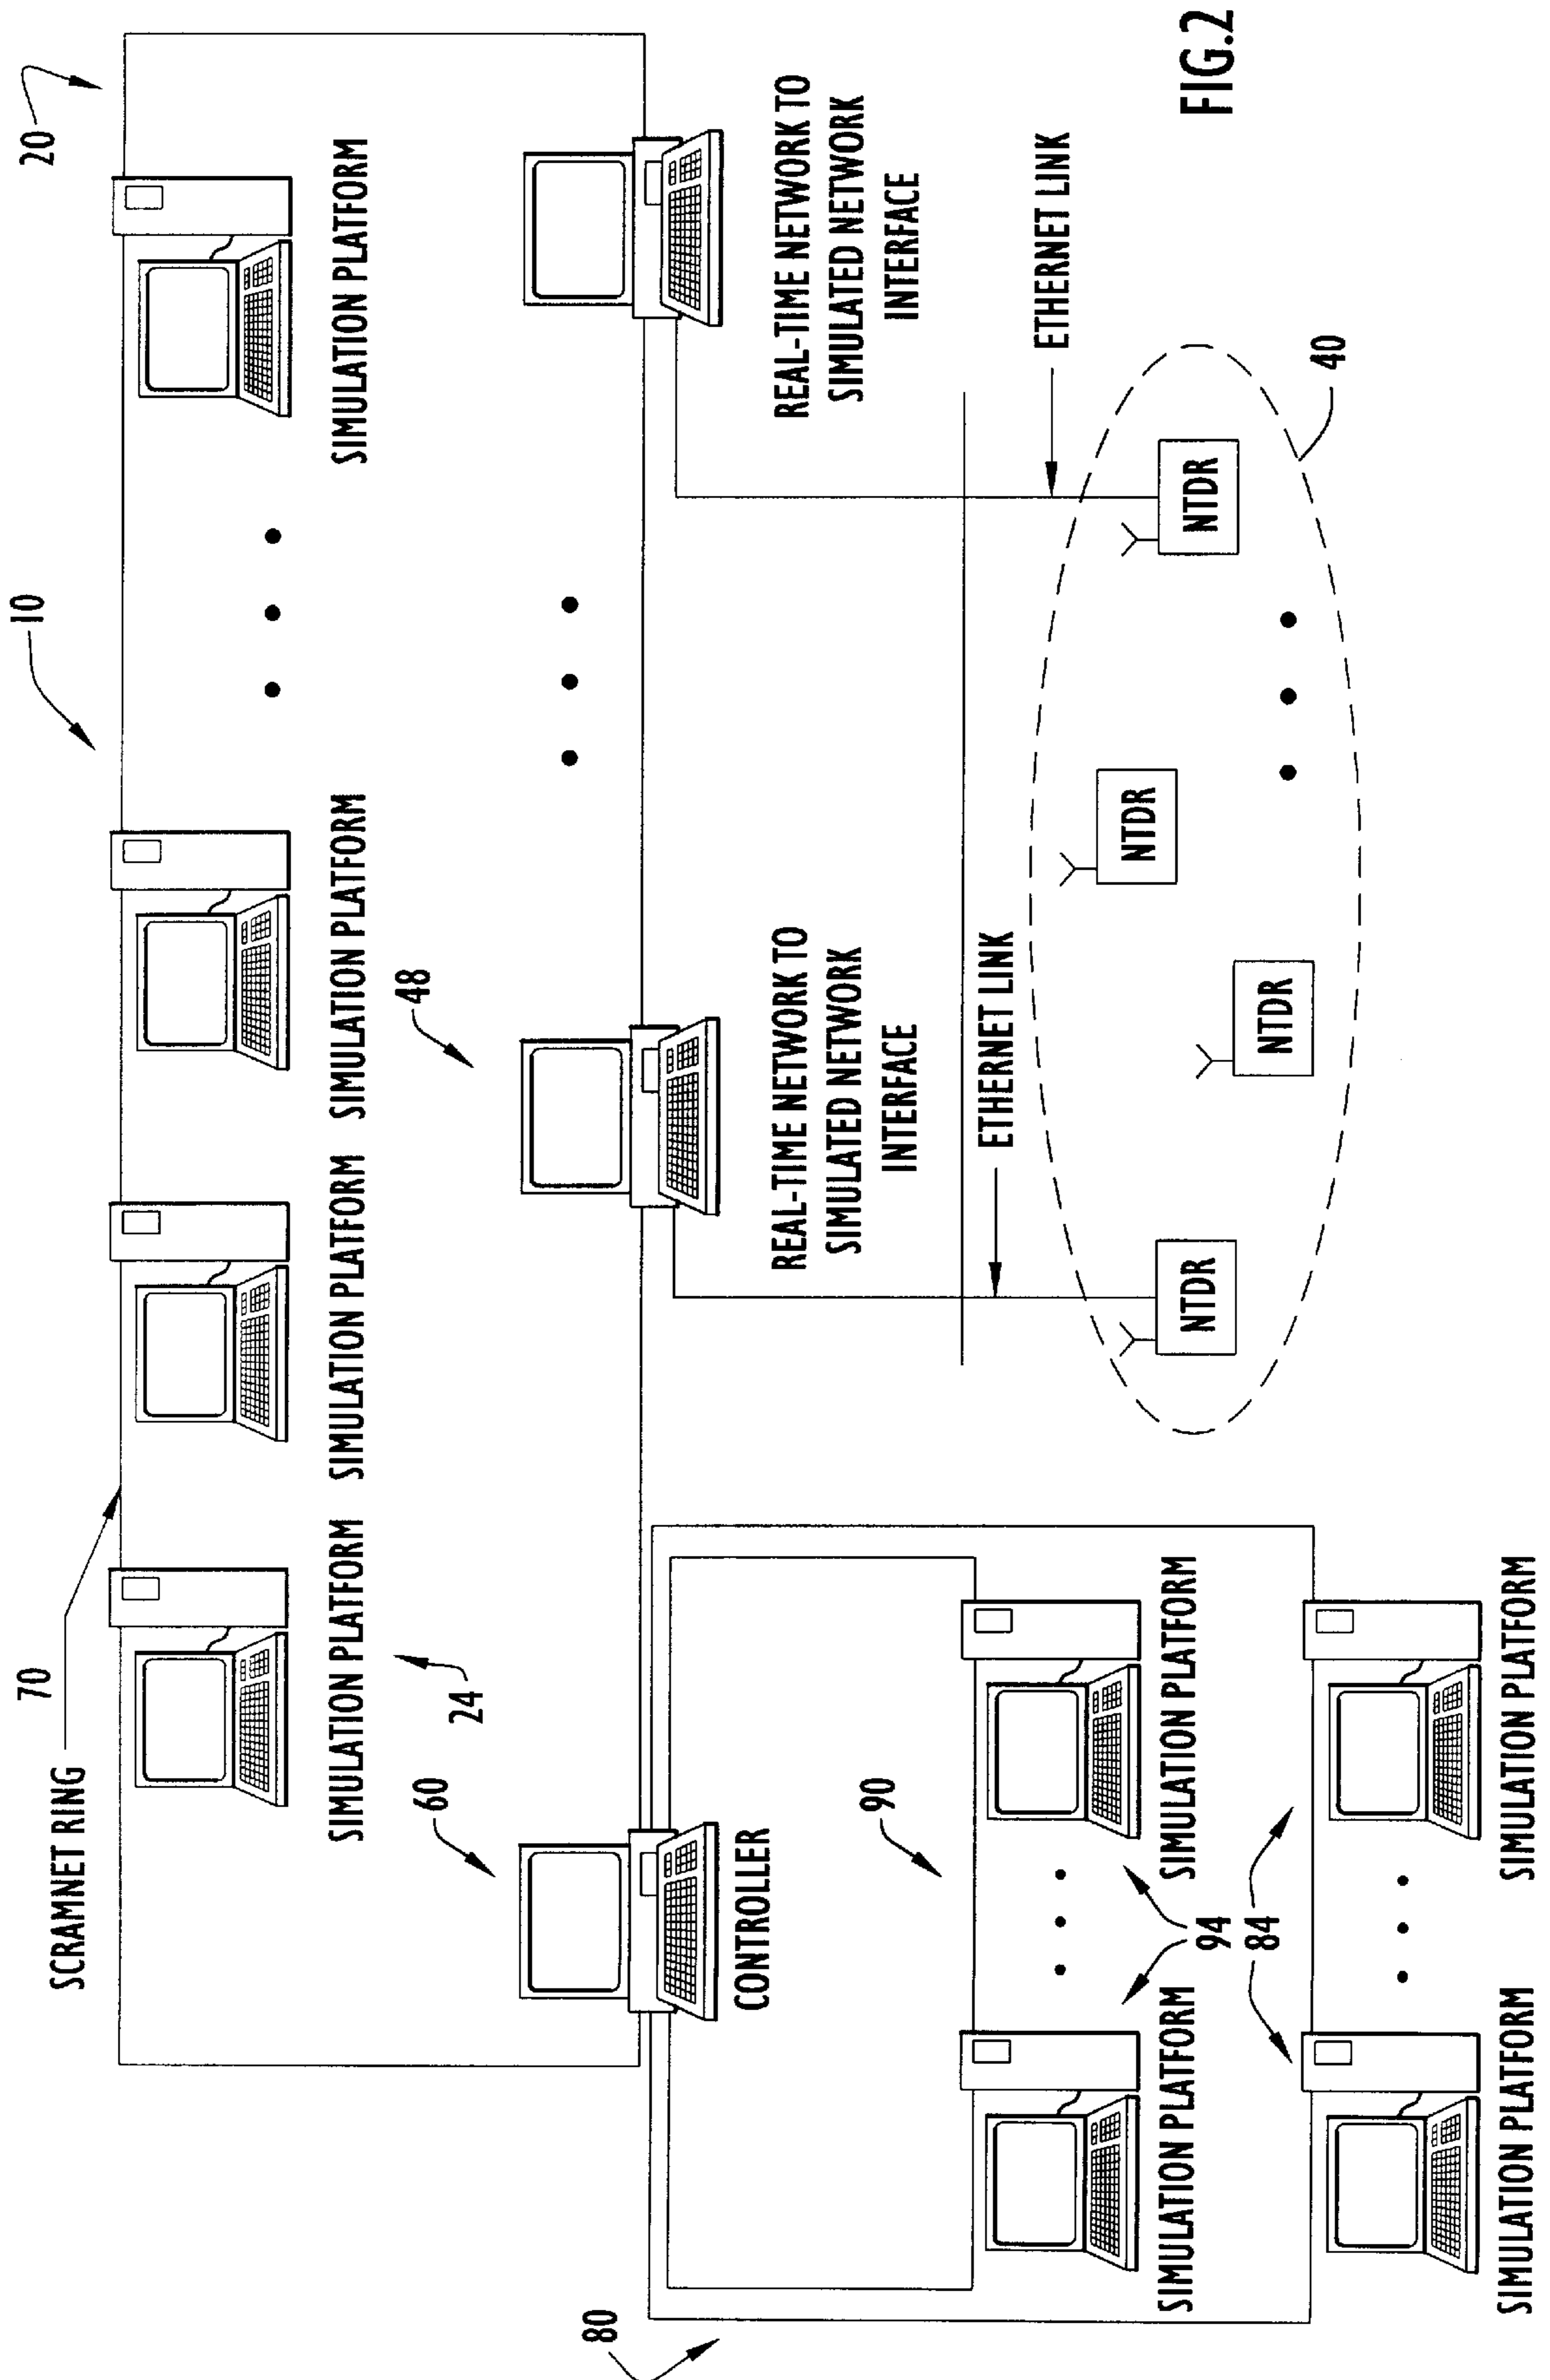 20
10
70
SCRAMNET RING
SIMULATION PLATFORM
SIMULATION PLATFORM
SIMULATION PLATFORM
SIMULATION PLATFORM
24
48
60
CONTROLLER
REAL-TIME NETWORK TO
SIMULATED NETWORK
INTERFACE
REAL-TIME NETWORK TO
SIMULATED NETWORK
INTERFACE
ETHERNET LINK
ETHERNET LINK
90
NTDR
NTDR
NTDR
NTDR
40
SIMULATION PLATFORM
SIMULATION PLATFORM
94
84
80
SIMULATION PLATFORM
SIMULATION PLATFORM
FIG.2